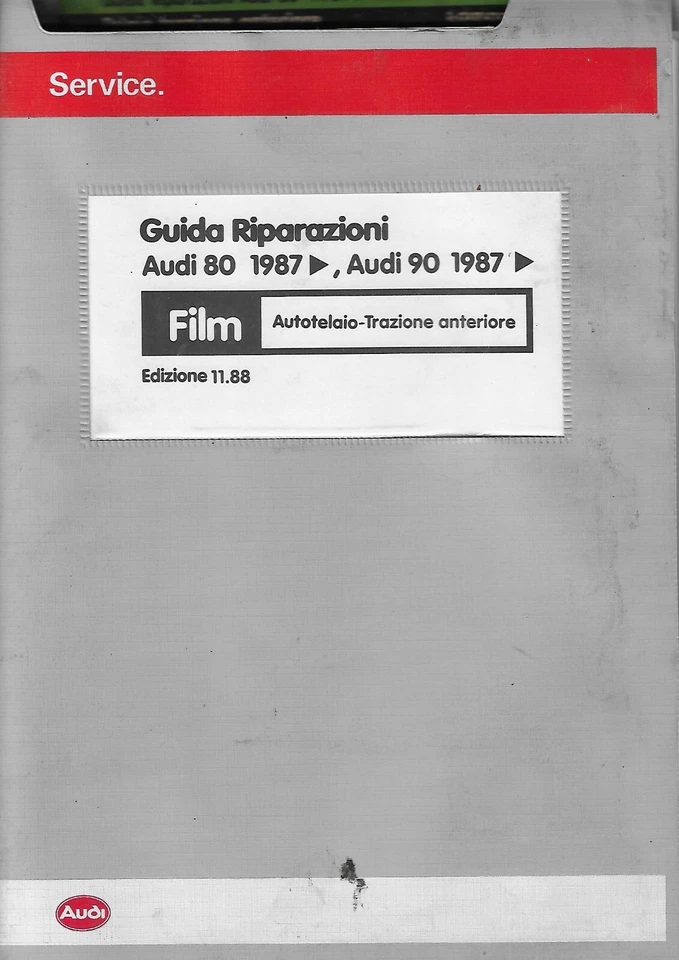 Service.
Guida Riparazioni
Audi 80 1987 ▶, Audi 90 1987 ▶
Film
Autotelaio-Trazione anteriore
Edizione 11.88
Audi